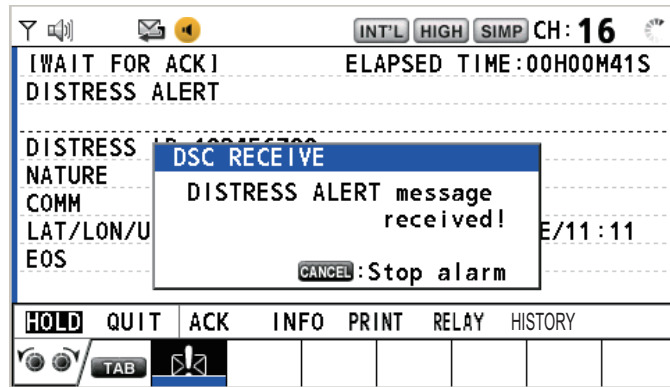 INT'L HIGH SIMP CH: 16
[WAIT FOR ACK] ELAPSED TIME:00H00M41S
DISTRESS ALERT
DISTRESS
DSC RECEIVE
NATURE
DISTRESS ALERT message
COMM
received!
LAT/LON/U E/11:11
EOS
CANCEL :Stop alarm
HOLD QUIT ACK INFO PRINT RELAY HISTORY
TAB